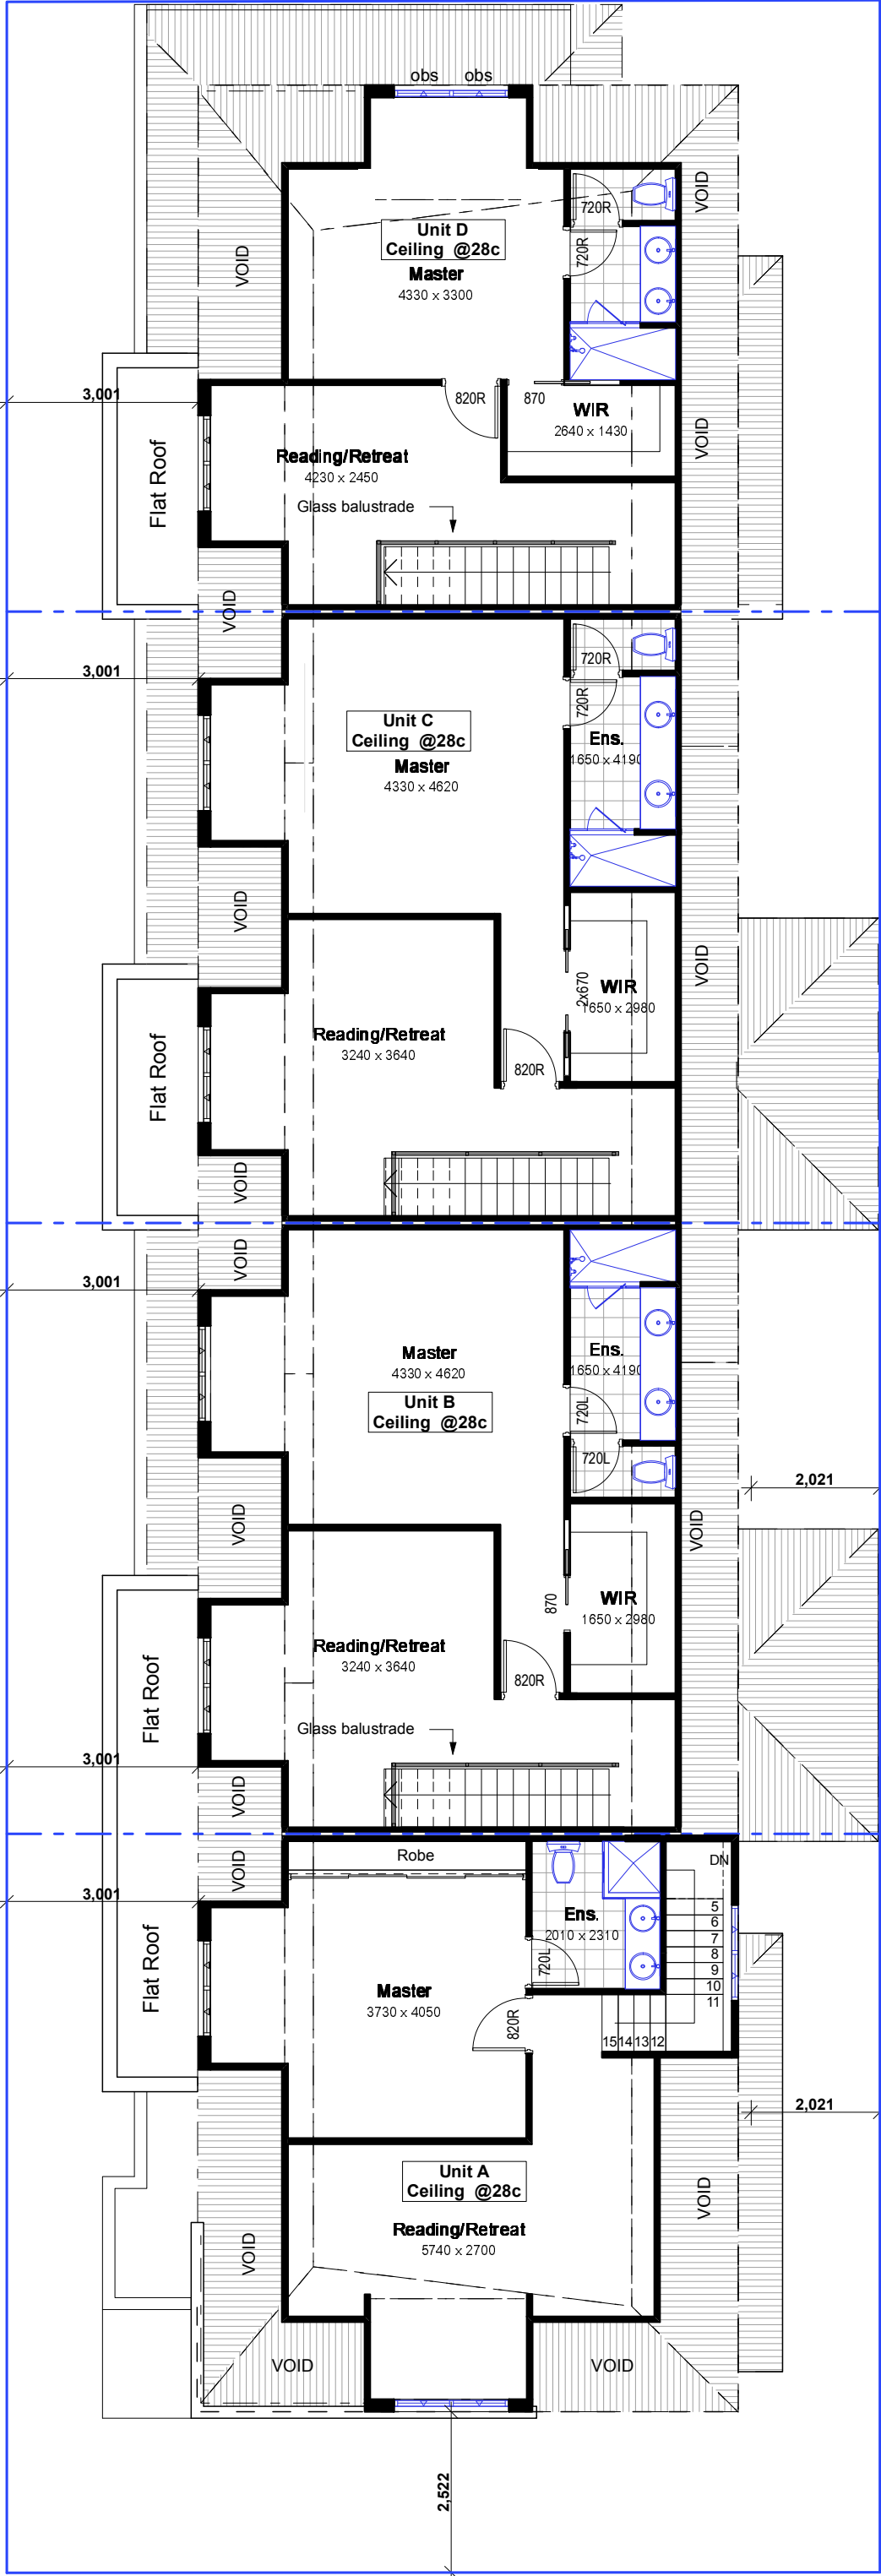 obs obs
VOID
720R
Unit D
Ceiling @28c
Master
4330 x 3300
720R
VOID
3,001
820R
870
WIR
2640 x 1430
VOID
Flat Roof
Reading/Retreat
4230 x 2450
Glass balustrade
VOID
3,001
720R
720R
Unit C
Ceiling @28c
Master
4330 x 4620
Ens.
1650 x 4190
VOID
VOID
2x670
WIR
1650 x 2980
Flat Roof
Reading/Retreat
3240 x 3640
820R
VOID
VOID
3,001
Master
4330 x 4620
Unit B
Ceiling @28c
Ens.
1650 x 4190
720L
720L
2,021
VOID
VOID
870
WIR
1650 x 2980
Flat Roof
Reading/Retreat
3240 x 3640
820R
Glass balustrade
3,001
VOID
VOID
Robe
DN
3,001
Flat Roof
Ens.
2010 x 2310
720L
5
6
7
8
9
10
11
Master
3730 x 4050
820R
15 14 13 12
2,021
Unit A
Ceiling @28c
VOID
Reading/Retreat
5740 x 2700
VOID
VOID
VOID
2,522